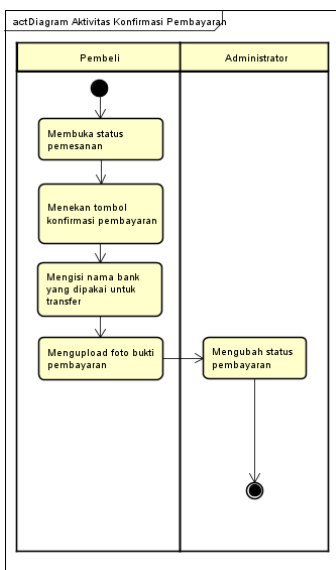 actDiagram Aktivitas Konfirmasi Pembayaran
Pembeli
Administrator
Membuka status
pemesanan
Menekan tombol
konfirmasi pembayaran
Mengisi nama bank
yang dipakai untuk
transfer
Mengupload foto bukti
pembayaran
Mengubah status
pembayaran